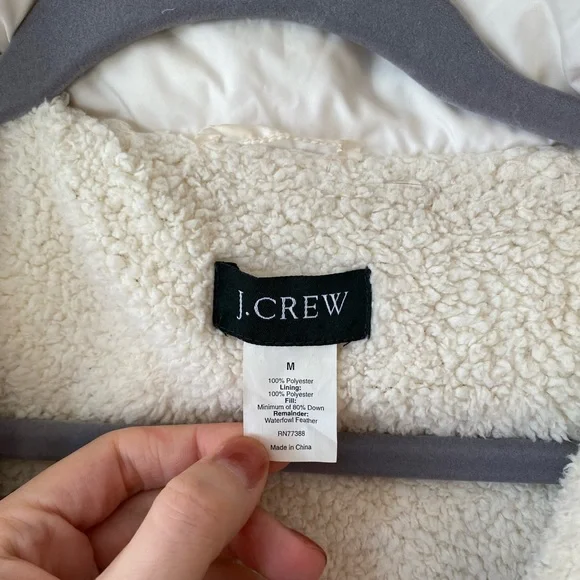 J.CREW
M
100% Polyester
Lining:
100% Polyester
Fill:
Minimum of 80% Down
Remainder:
Waterfowl Feather
RN77388
Made in China